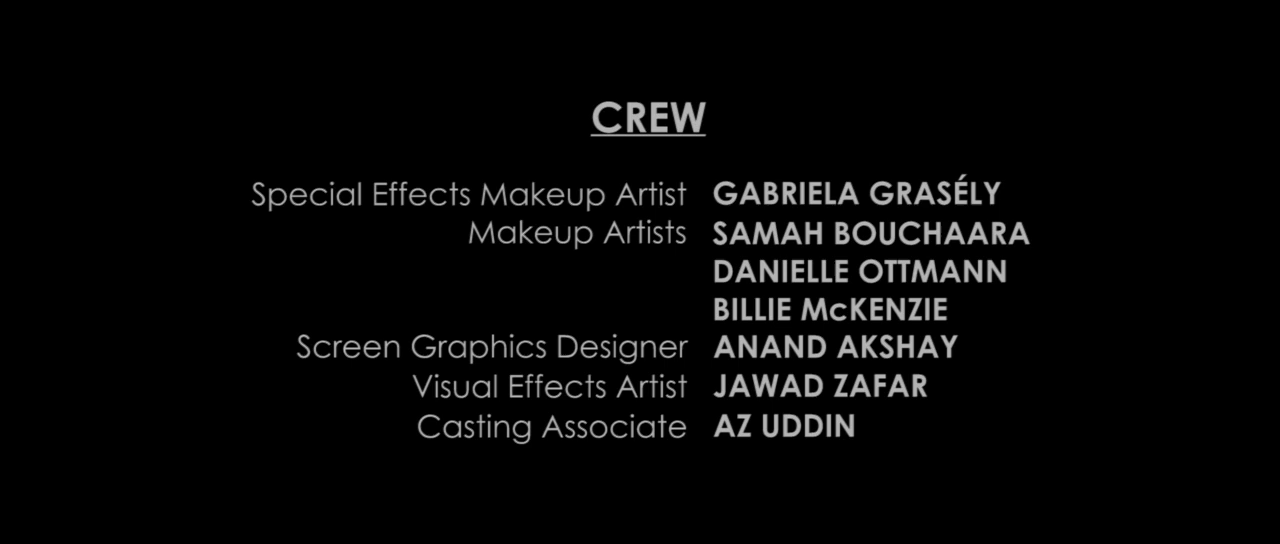 CREW
Special Effects Makeup Artist GABRIELA GRASÉLY
Makeup Artists SAMAH BOUCHAARA
DANIELLE OTTMANN
BILLIE McKENZIE
Screen Graphics Designer ANAND AKSHAY
Visual Effects Artist JAWAD ZAFAR
Casting Associate AZ UDDIN